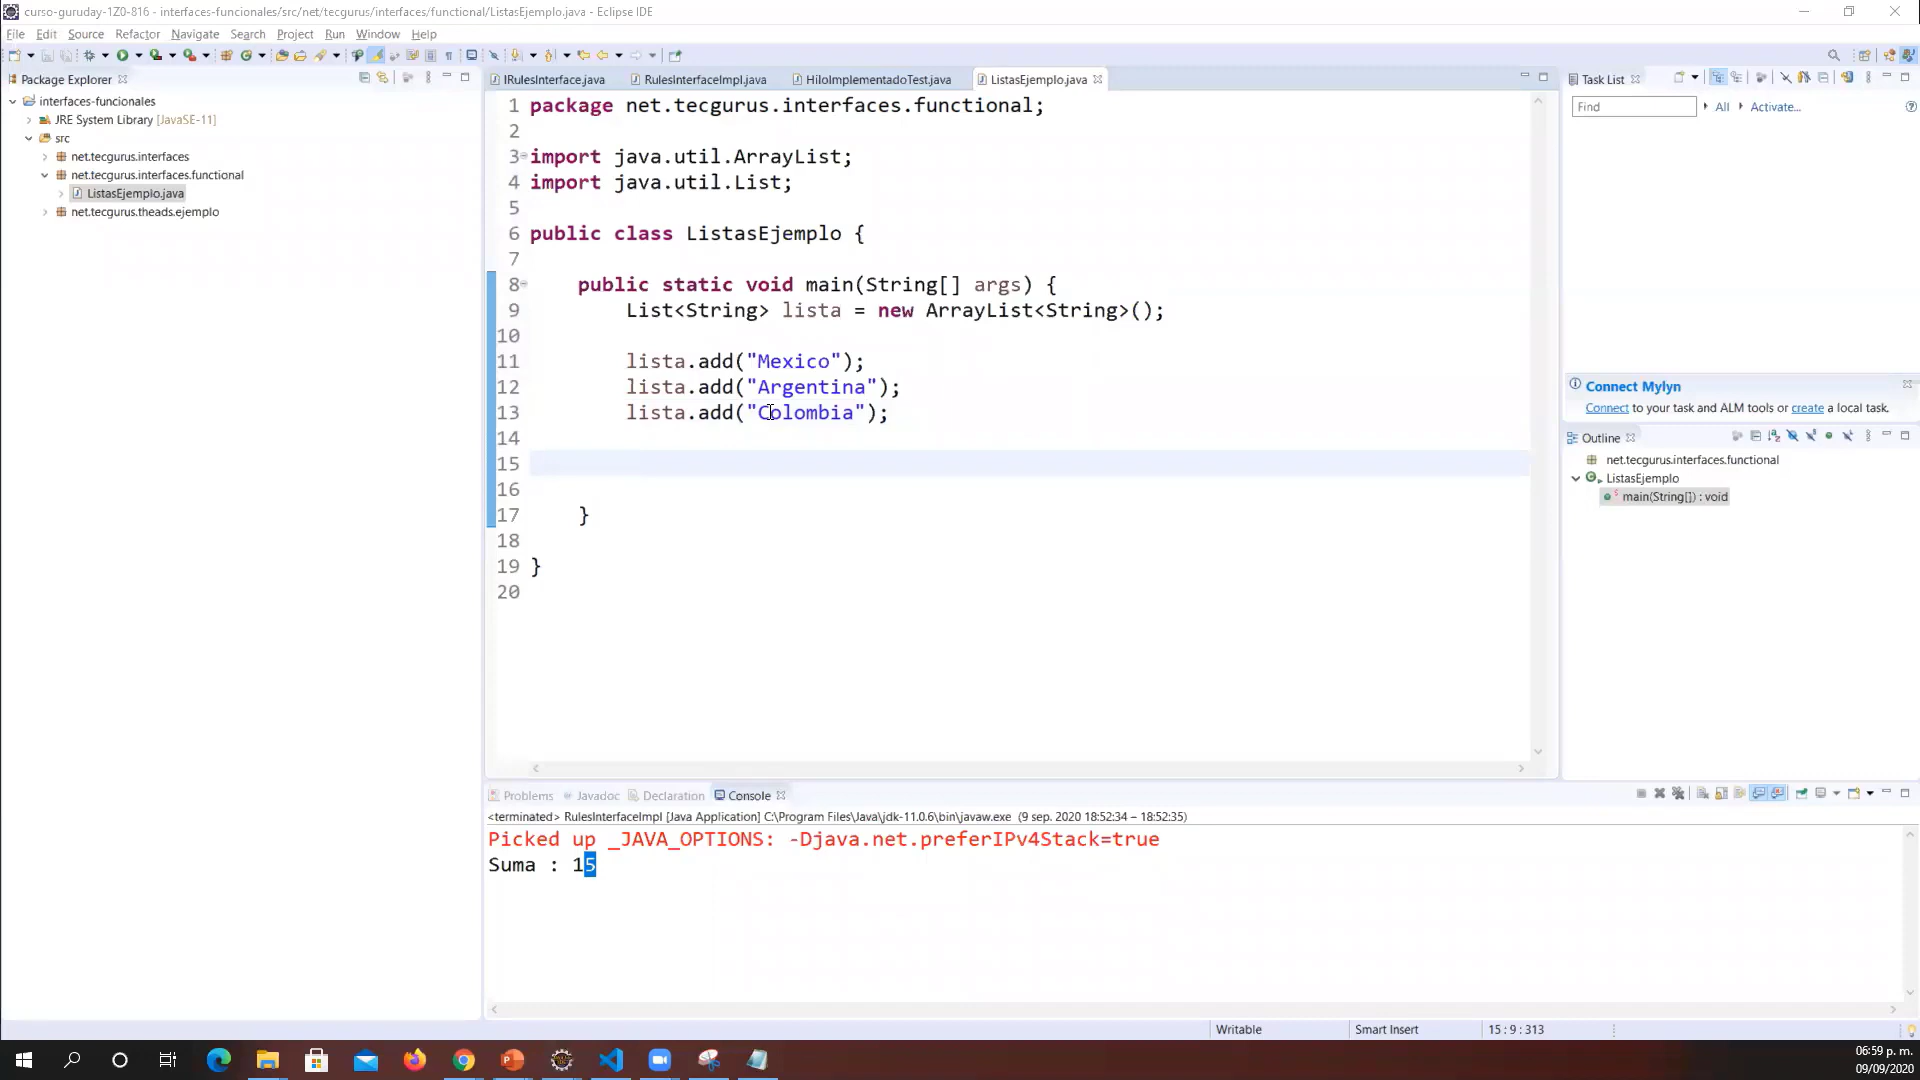 curso-guruday-1Z0-816 - interfaces-funcionales/src/net/tecgurus/interfaces/functional/ListasEjemplo.java - Eclipse IDE
File Edit Source Refactor Navigate Search Project Run Window Help
Package Explorer
interfaces-funcionales
JRE System Library [JavaSE-11]
src
net.tecgurus.interfaces
net.tecgurus.interfaces.functional
ListasEjemplo.java
net.tecgurus.theads.ejemplo
IRulesInterface.java RulesInterfaceImpl.java HiloImplementadoTest.java ListasEjemplo.java
1 package net.tecgurus.interfaces.functional;
2
3 import java.util.ArrayList;
4 import java.util.List;
5
6 public class ListasEjemplo {
7
8 public static void main(String[] args) {
9 List<String> lista = new ArrayList<String>();
10
11 lista.add("Mexico");
12 lista.add("Argentina");
13 lista.add("Colombia");
14
15
16
17 }
18
19 }
20
Task List
Find All Activate...
Connect Mylyn
Connect to your task and ALM tools or create a local task.
Outline
net.tecgurus.interfaces.functional
ListasEjemplo
main(String[]) : void
Problems Javadoc Declaration Console
<terminated> RulesInterfaceImpl [Java Application] C:\Program Files\Java\jdk-11.0.6\bin\javaw.exe (9 sep. 2020 18:52:34 – 18:52:35)
Picked up _JAVA_OPTIONS: -Djava.net.preferIPv4Stack=true
Suma : 15
Writable Smart Insert 15 : 9 : 313
06:59 p. m.
09/09/2020